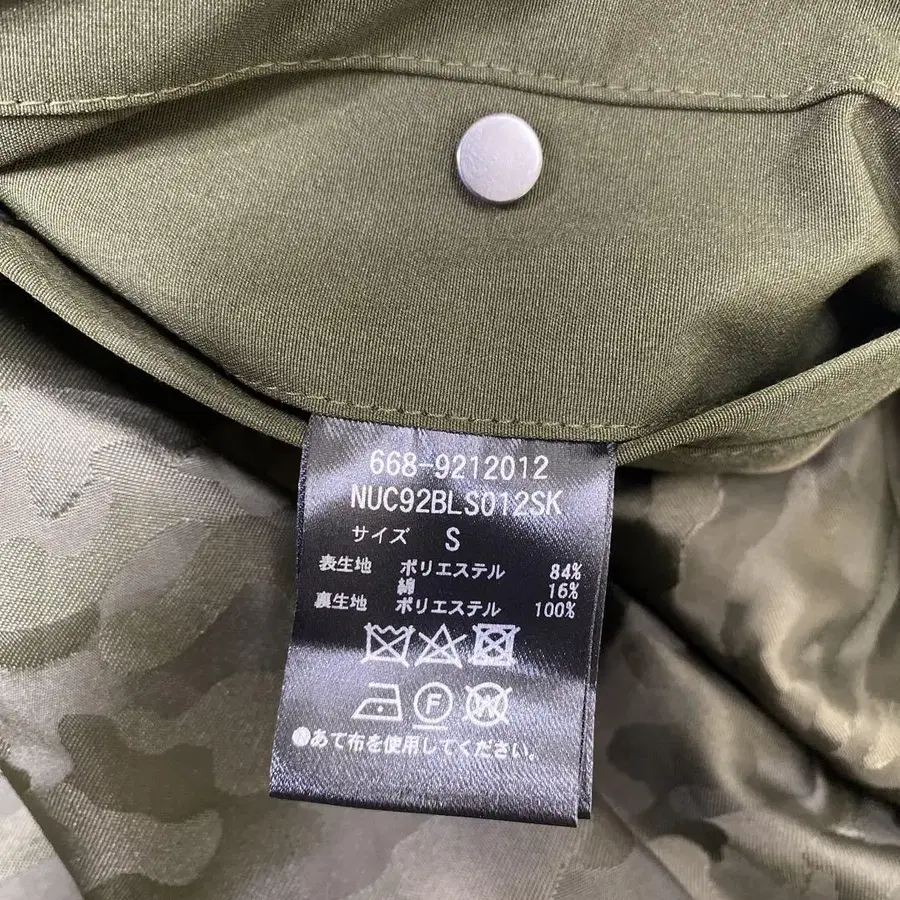 668-9212012
NUC92BLS012SK
サイズ S
表生地 ポリエステル 84%
綿 16%
裏生地 ポリエステル 100%
F W
●あて布を使用してください。